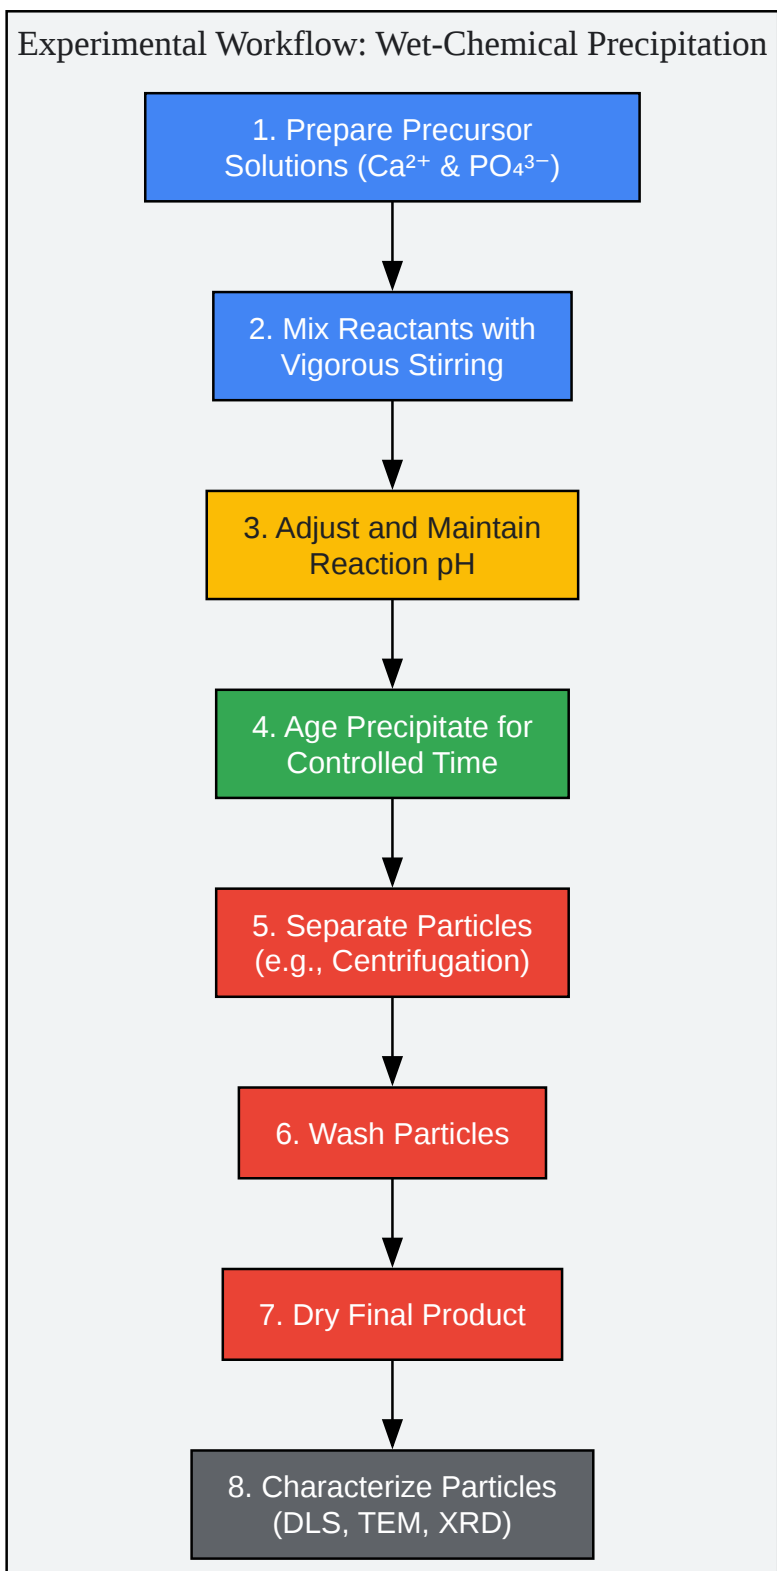 Experimental Workflow: Wet-Chemical Precipitation
1. Prepare Precursor
Solutions (Ca²⁺ & PO₄³⁻)
2. Mix Reactants with
Vigorous Stirring
3. Adjust and Maintain
Reaction pH
4. Age Precipitate for
Controlled Time
5. Separate Particles
(e.g., Centrifugation)
6. Wash Particles
7. Dry Final Product
8. Characterize Particles
(DLS, TEM, XRD)